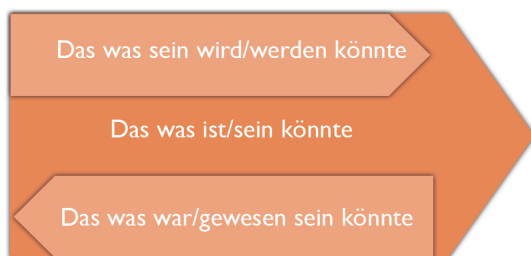 Das was sein wird/werden könnte
Das was ist/sein könnte
Das was war/gewesen sein könnte